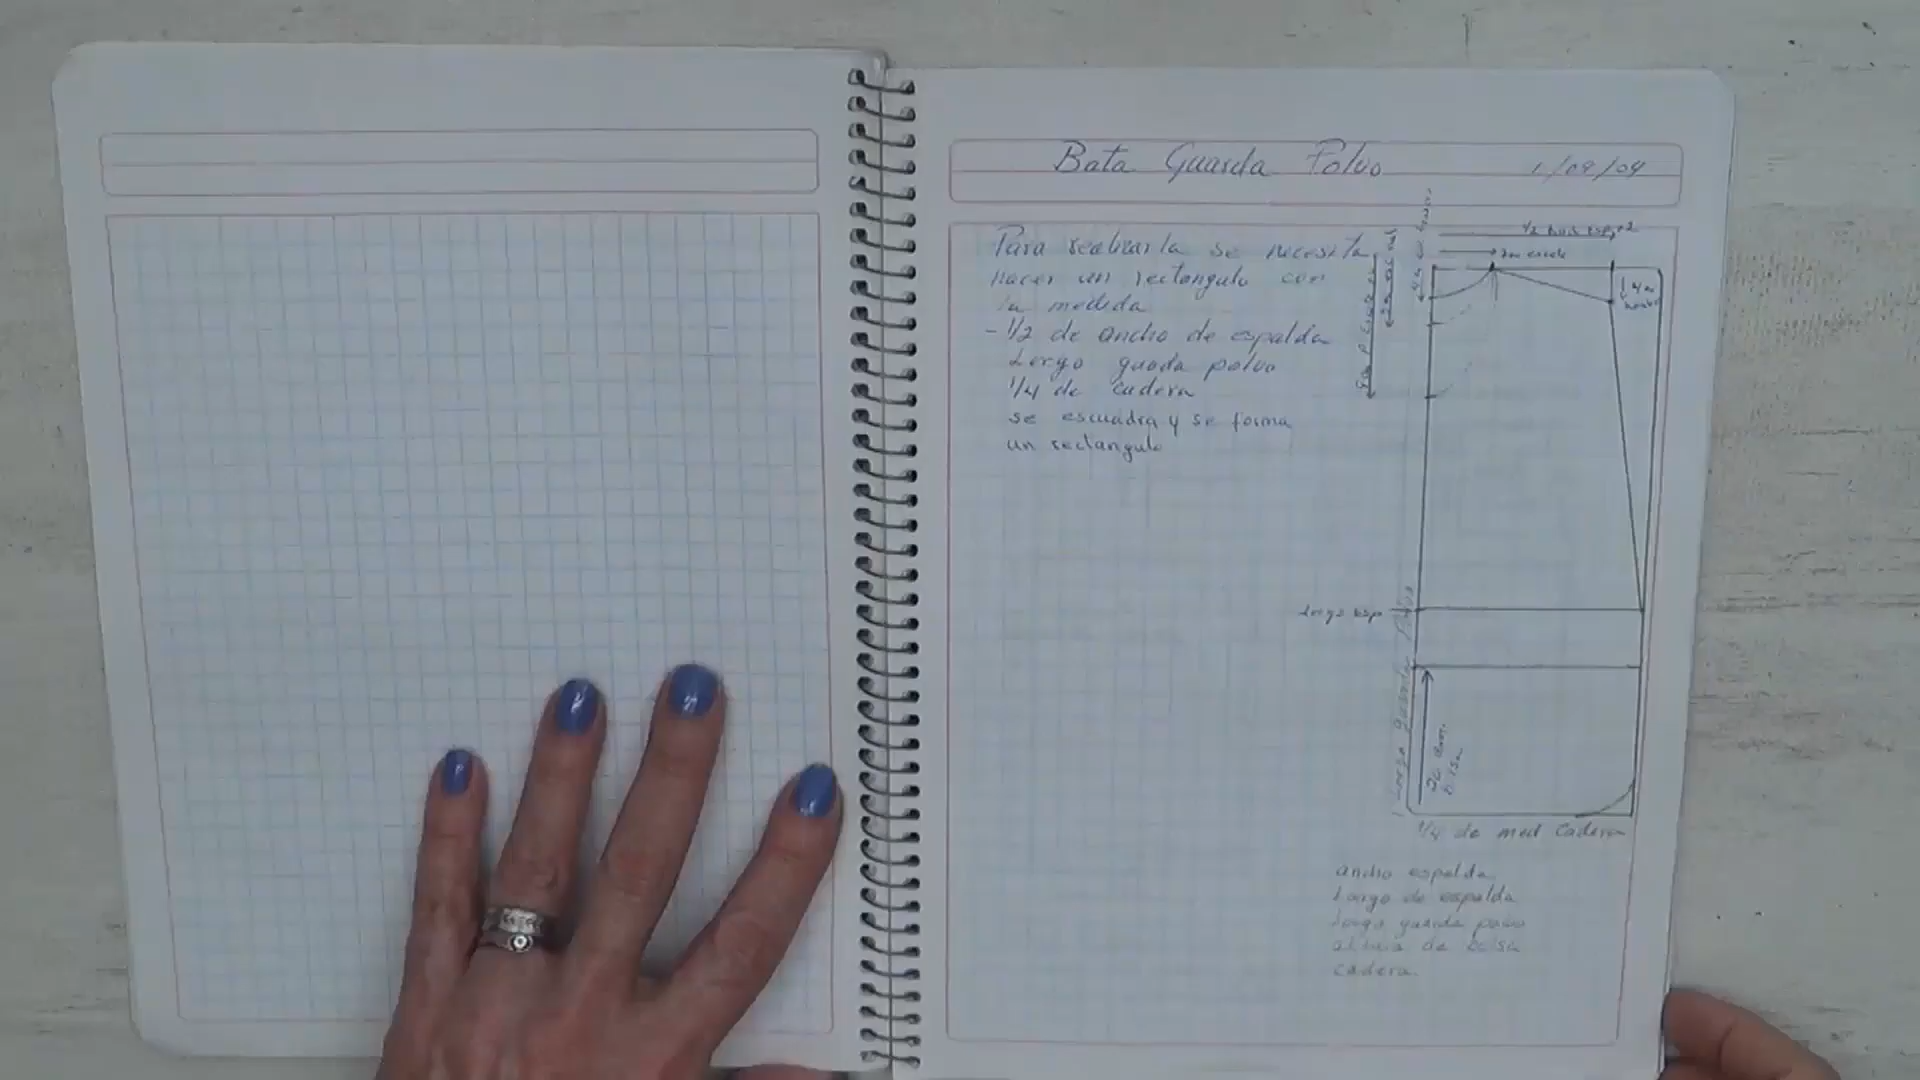 Bata Guarda Polvo 1/09/04
Para realizarla se necesita
hacer un rectangulo con
la medida
- 1/2 de ancho de espalda
Largo guarda polvo
1/4 de cadera
se escuadra y se forma
un rectangulo
Largo esp
1/4 de med Cadera
ancho espalda
Largo de espalda
Largo guarda polvo
altura de bolsa
cadera